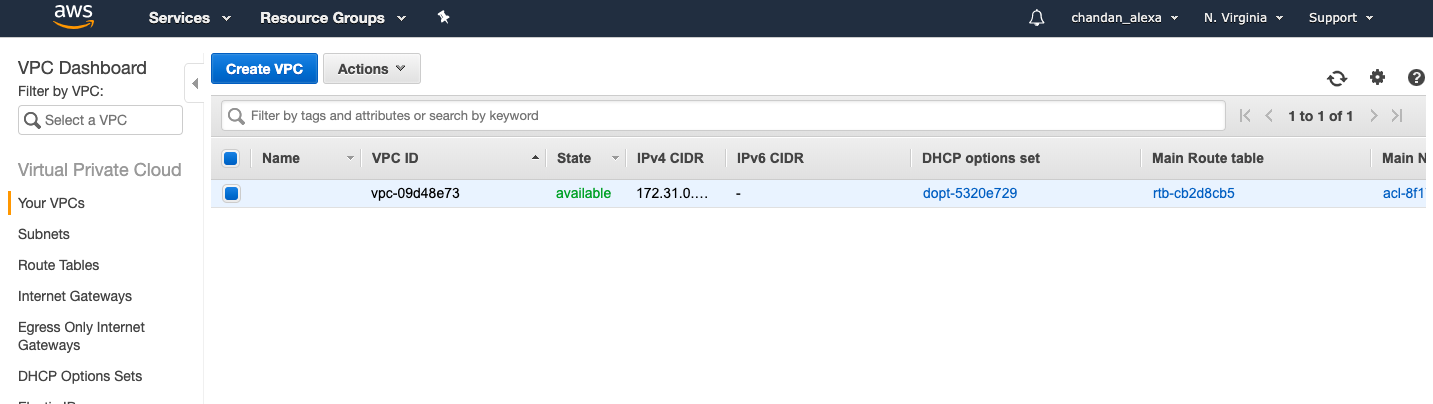 aws Services Resource Groups chandan_alexa N. Virginia Support
VPC Dashboard
Filter by VPC:
Select a VPC
Virtual Private Cloud
Your VPCs
Subnets
Route Tables
Internet Gateways
Egress Only Internet
Gateways
DHCP Options Sets
Create VPC Actions
Filter by tags and attributes or search by keyword 1 to 1 of 1
Name VPC ID State IPv4 CIDR IPv6 CIDR DHCP options set Main Route table Main N
vpc-09d48e73 available 172.31.0.… - dopt-5320e729 rtb-cb2d8cb5 acl-8f1